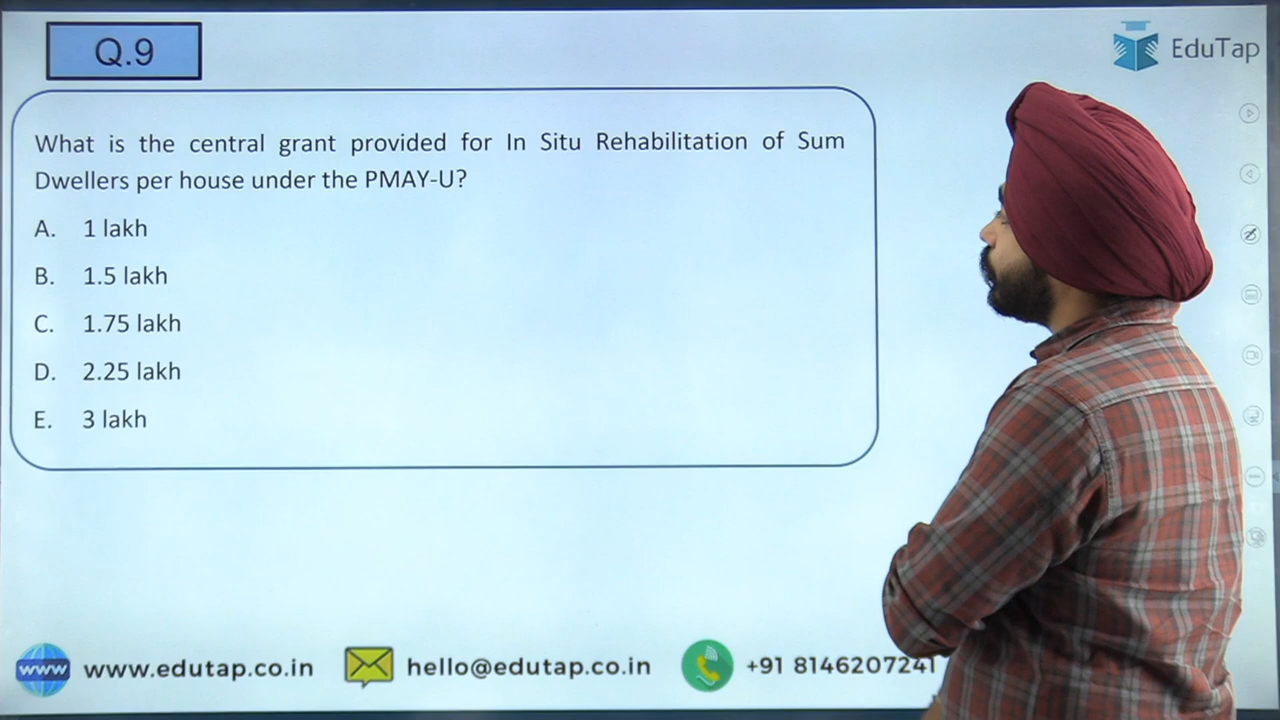 Q.9
EduTap
What is the central grant provided for In Situ Rehabilitation of Sum
Dwellers per house under the PMAY-U?
A. 1 lakh
B. 1.5 lakh
C. 1.75 lakh
D. 2.25 lakh
E. 3 lakh
www www.edutap.co.in hello@edutap.co.in +91 8146207241